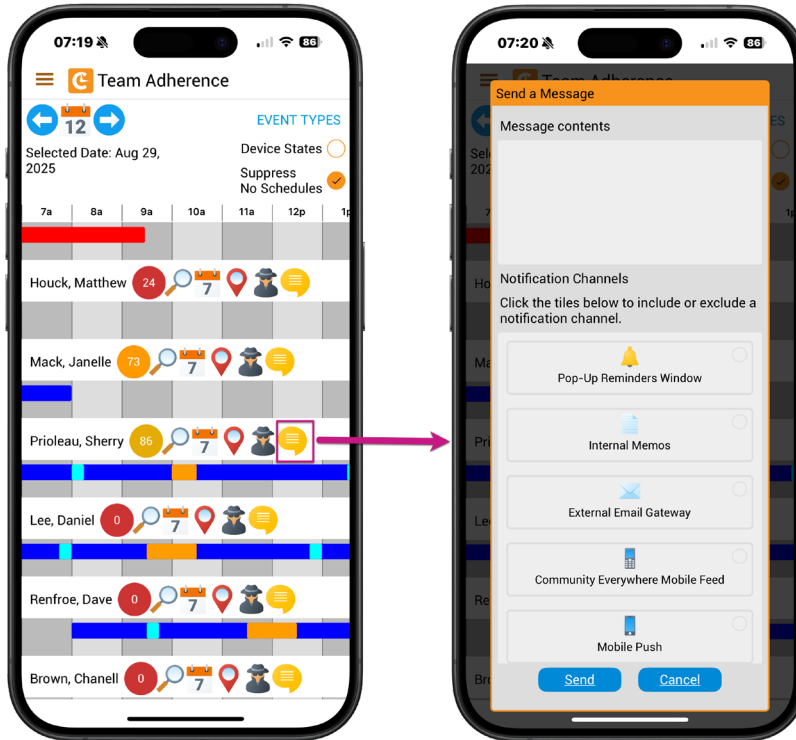 07:19
86
Team Adherence
12
EVENT TYPES
Selected Date: Aug 29,
2025
Device States
Suppress
No Schedules
7a 8a 9a 10a 11a 12p 1p
Houck, Matthew 24 7
Mack, Janelle 73 7
Prioleau, Sherry 86 7
Lee, Daniel 0 7
Renfroe, Dave 0 7
Brown, Chanell 0 7
07:20
86
Team Adherence
Send a Message
Message contents
Notification Channels
Click the tiles below to include or exclude a
notification channel.
Pop-Up Reminders Window
Internal Memos
External Email Gateway
Community Everywhere Mobile Feed
Mobile Push
Send Cancel